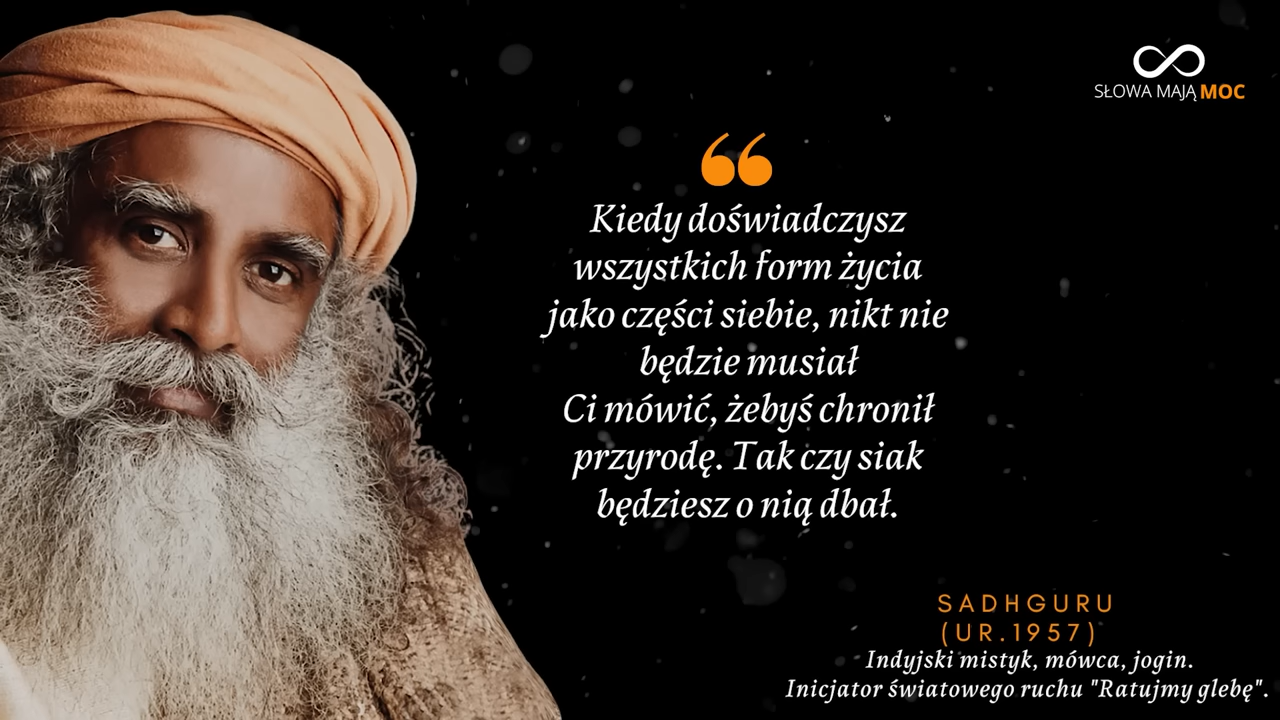 SŁOWA MAJĄ MOC
Kiedy doświadczysz
wszystkich form życia
jako części siebie, nikt nie
będzie musiał
Ci mówić, żebyś chronił
przyrodę. Tak czy siak
będziesz o nią dbał.
SADHGURU
(UR.1957)
Indyjski mistyk, mówca, jogin.
Inicjator światowego ruchu "Ratujmy glebę".